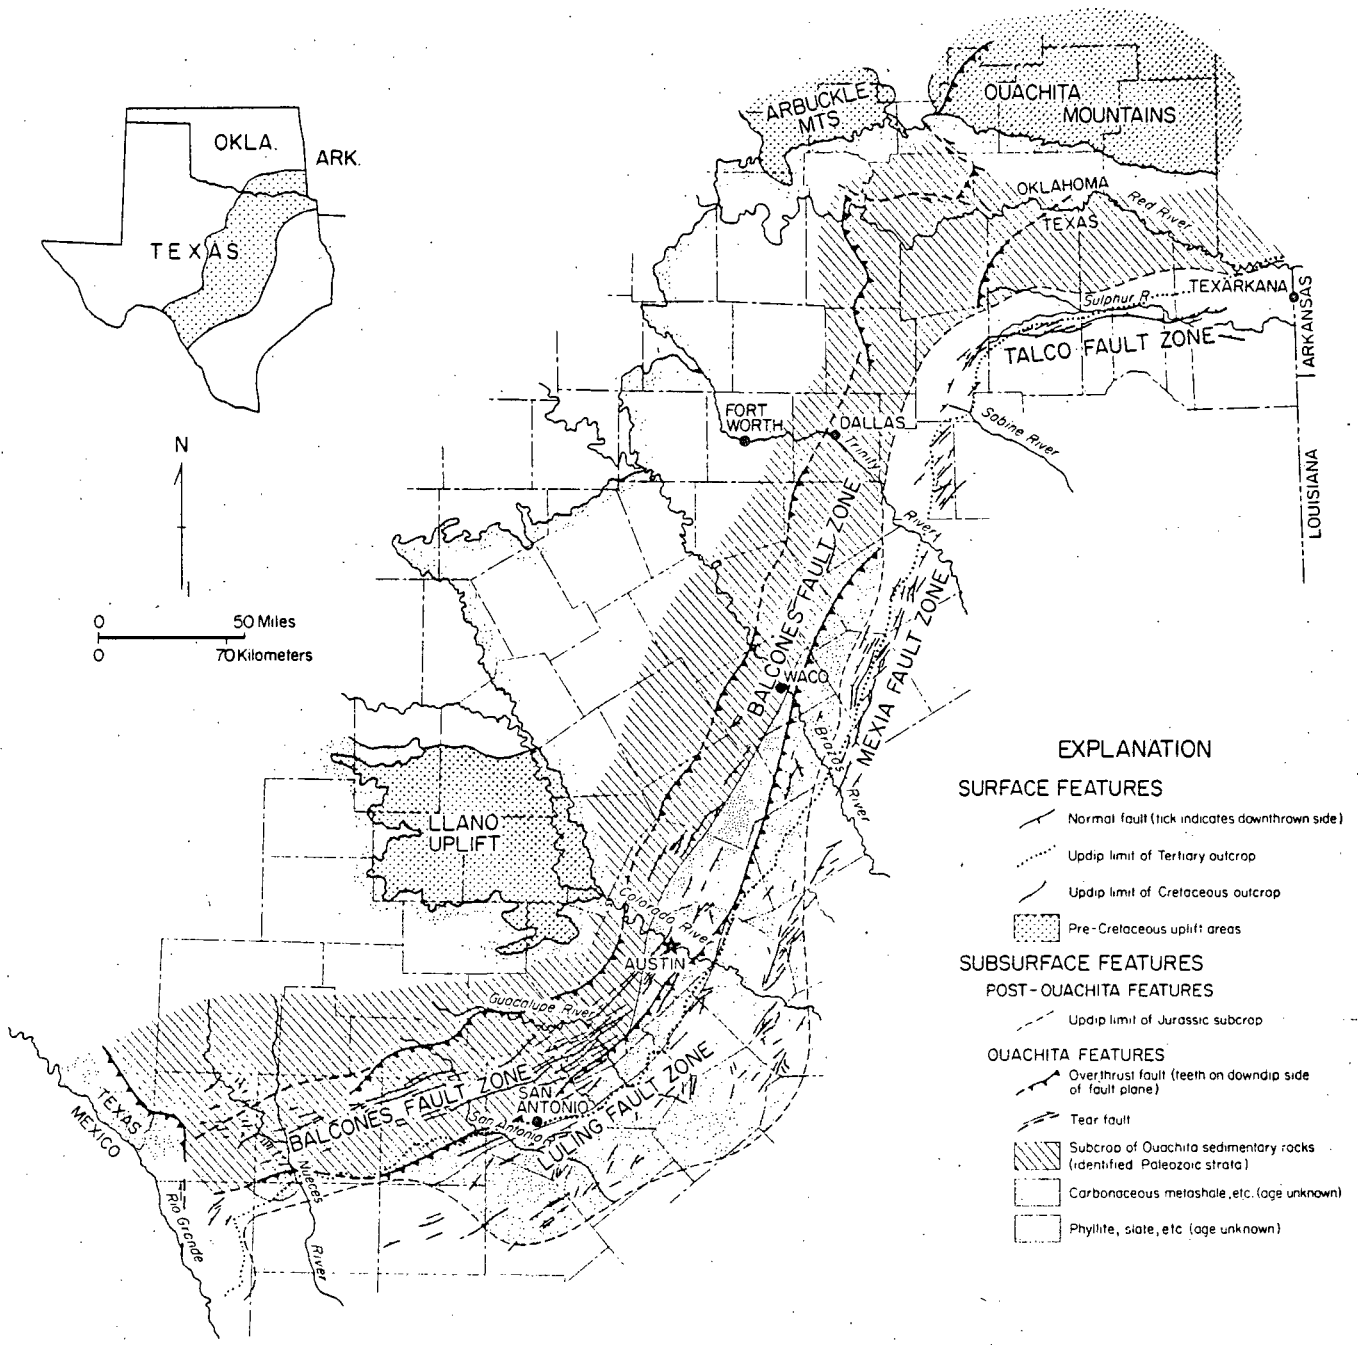 OKLA.
ARK.
TEXAS
N
0 50 Miles
0 70 Kilometers
ARBUCKLE
MTS
OUACHITA
MOUNTAINS
OKLAHOMA
TEXAS
Red River
TEXARKANA
Sulphur R.
ARKANSAS
LOUISIANA
TALCO FAULT ZONE
Sabine River
FORT
WORTH
DALLAS
Trinity
River
BALCONES FAULT ZONE
MEXIA FAULT ZONE
WACO
Brazos
River
LLANO
UPLIFT
Colorado River
AUSTIN
Guadalupe River
BALCONES FAULT ZONE
SAN
ANTONIO
San Antonio R.
LULING FAULT ZONE
TEXAS
MEXICO
Rio Grande
Nueces
River
EXPLANATION
SURFACE FEATURES
Normal fault (tick indicates downthrown side)
Updip limit of Tertiary outcrop
Updip limit of Cretaceous outcrop
Pre-Cretaceous uplift areas
SUBSURFACE FEATURES
POST-OUACHITA FEATURES
Updip limit of Jurassic subcrop
OUACHITA FEATURES
Overthrust fault (teeth on downdip side
of fault plane)
Tear fault
Subcrop of Ouachita sedimentary rocks
(identified Paleozoic strata)
Carbonaceous metashale, etc. (age unknown)
Phyllite, slate, etc (age unknown)